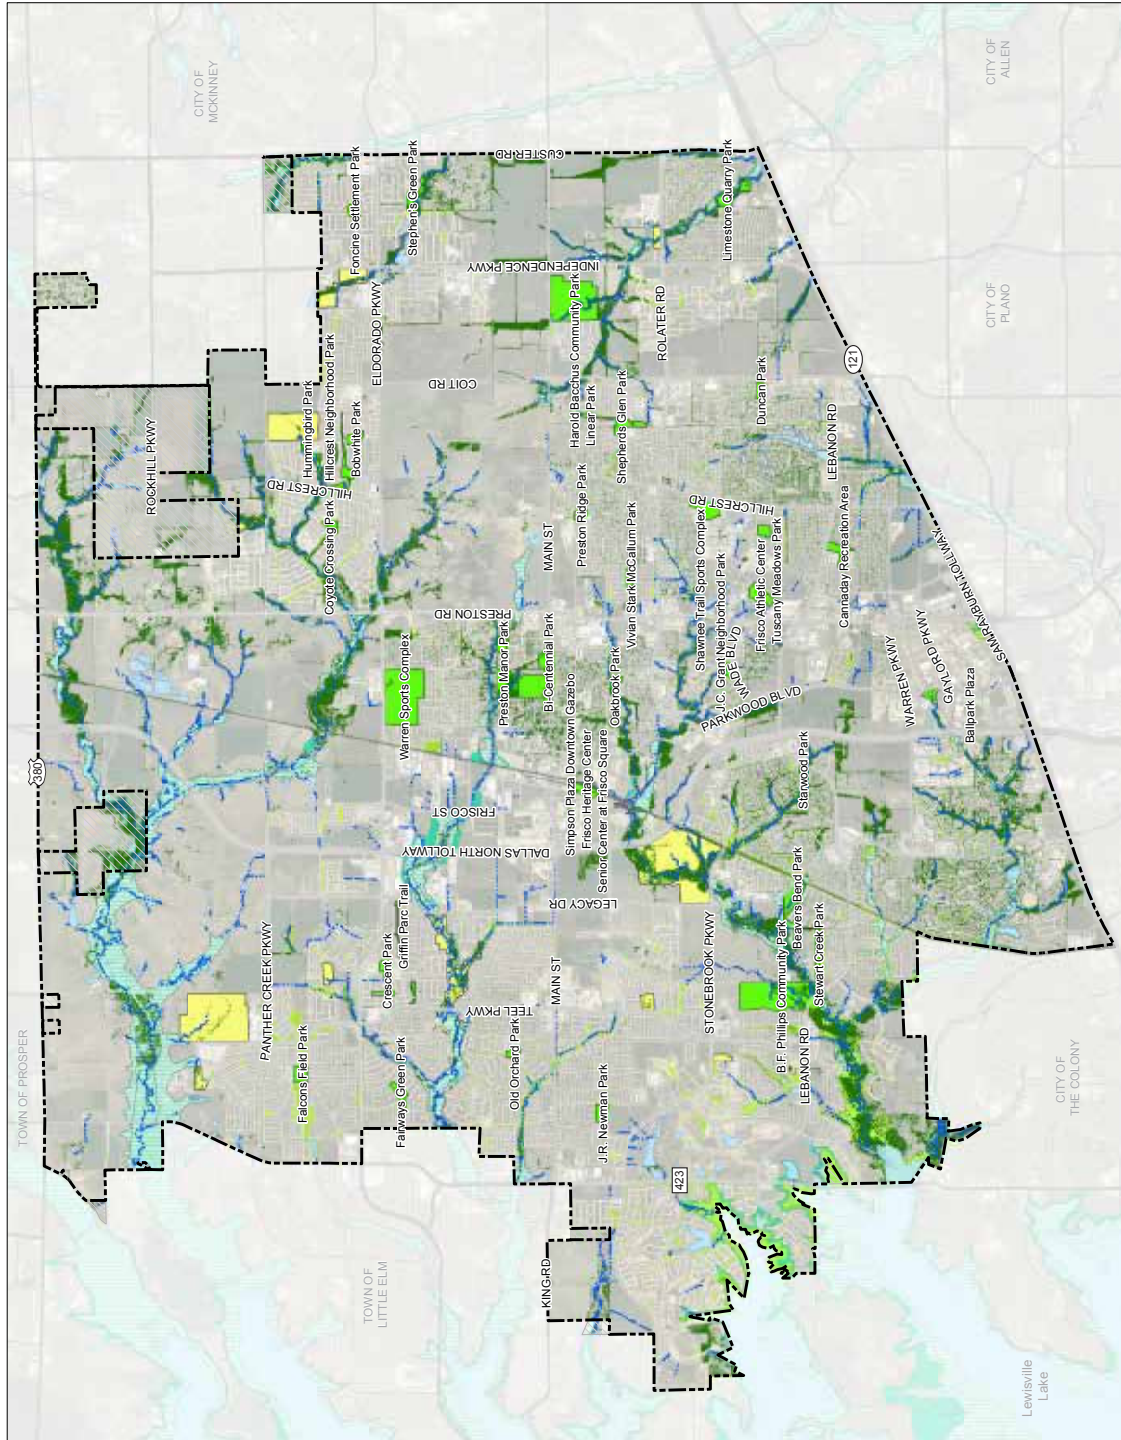 TOWN OF PROSPER
380
ROCKHILL PKWY
CITY OF
MCKINNEY
PANTHER CREEK PKWY
Falcons Field Park
Hummingbird Park
Hillcrest Neighborhood Park
HILLCREST RD
Coyote Crossing Park
Bobwhite Park
Foncine Settlement Park
TOWN OF
LITTLE ELM
ELDORADO PKWY
Crescent Park
Fairways Green Park
Griffin Parc Trail
Warren Sports Complex
Stephen's Green Park
COIT RD
FRISCO ST
DALLAS NORTH TOLLWAY
PRESTON RD
Preston Manor Park
Old Orchard Park
TEEL PKWY
INDEPENDENCE PKWY
CUSTER RD
KING RD
MAIN ST
MAIN ST
Bi-Centennial Park
LEGACY DR
Simpson Plaza Downtown Gazebo
Frisco Heritage Center
Senior Center at Frisco Square
Preston Ridge Park
Harold Bacchus Community Park
Linear Park
J.R. Newman Park
Oakbrook Park
Shepherds Glen Park
Vivian Stark McCallum Park
ROLATER RD
423
STONEBROOK PKWY
Shawnee Trail Sports Complex
J.C. Grant Neighborhood Park
WADE BLVD
HILLCREST RD
PARKWOOD BLVD
Limestone Quarry Park
Frisco Athletic Center
Tuscany Meadows Park
Duncan Park
B.F. Phillips Community Park
Beavers Bend Park
Stewart Creek Park
LEBANON RD
Starwood Park
LEBANON RD
Cannaday Recreation Area
121
WARREN PKWY
GAYLORD PKWY
Ballpark Plaza
SAM RAYBURN TOLLWAY
CITY OF
PLANO
CITY OF
ALLEN
Lewisville
Lake
CITY OF
THE COLONY